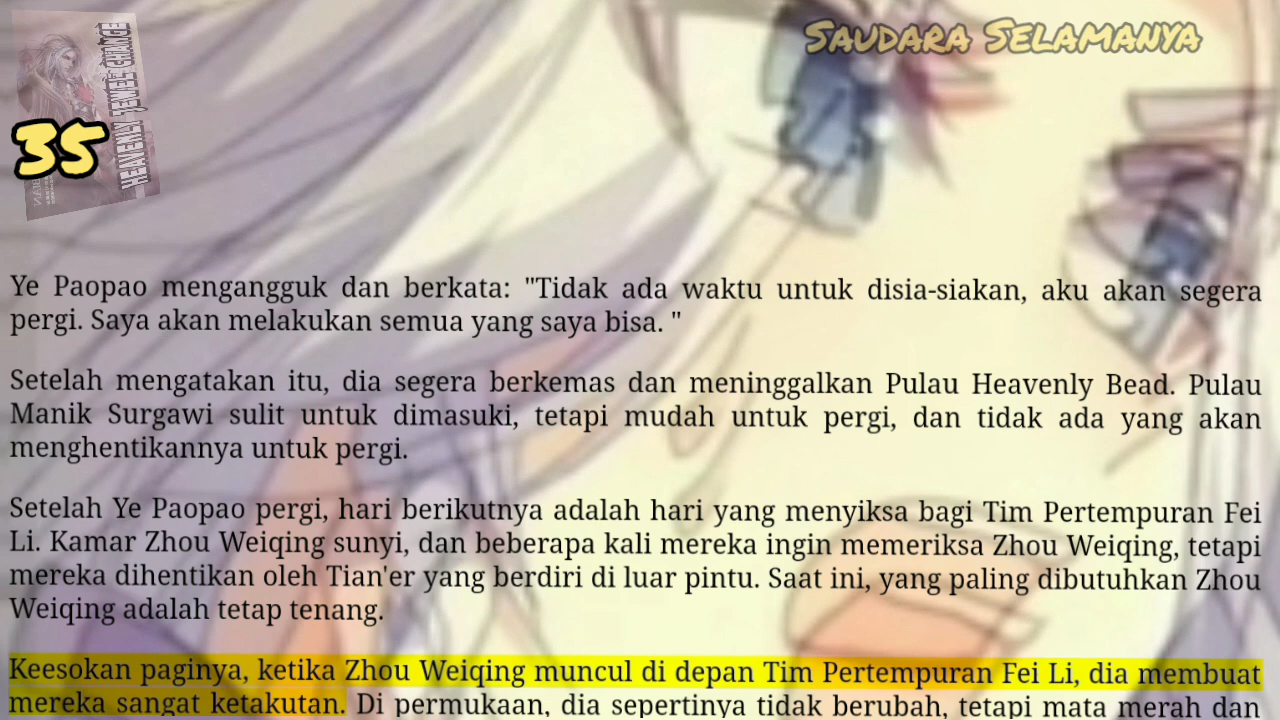 Saudara Selamanya
HEAVENLY JEWEL CHANGE
35
Ye Paopao mengangguk dan berkata: "Tidak ada waktu untuk disia-siakan, aku akan segera
pergi. Saya akan melakukan semua yang saya bisa. "
Setelah mengatakan itu, dia segera berkemas dan meninggalkan Pulau Heavenly Bead. Pulau
Manik Surgawi sulit untuk dimasuki, tetapi mudah untuk pergi, dan tidak ada yang akan
menghentikannya untuk pergi.
Setelah Ye Paopao pergi, hari berikutnya adalah hari yang menyiksa bagi Tim Pertempuran Fei
Li. Kamar Zhou Weiqing sunyi, dan beberapa kali mereka ingin memeriksa Zhou Weiqing, tetapi
mereka dihentikan oleh Tian'er yang berdiri di luar pintu. Saat ini, yang paling dibutuhkan Zhou
Weiqing adalah tetap tenang.
Keesokan paginya, ketika Zhou Weiqing muncul di depan Tim Pertempuran Fei Li, dia membuat
mereka sangat ketakutan. Di permukaan, dia sepertinya tidak berubah, tetapi mata merah dan